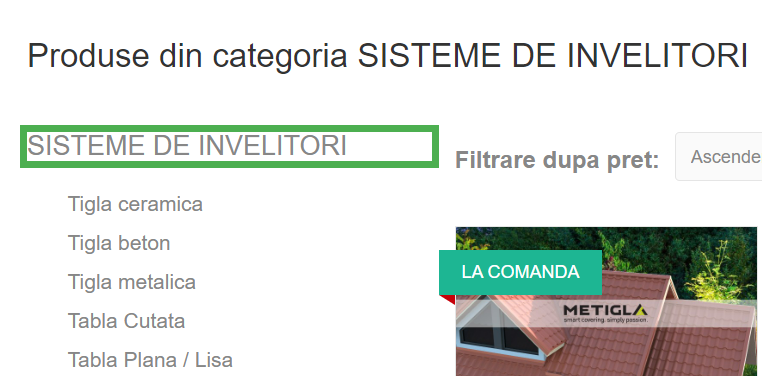 Produse din categoria SISTEME DE INVELITORI
SISTEME DE INVELITORI
Tigla ceramica
Tigla beton
Tigla metalica
Tabla Cutata
Tabla Plana / Lisa
Filtrare dupa pret:
Ascende
LA COMANDA
METIGLA
smart covering. simply passion.